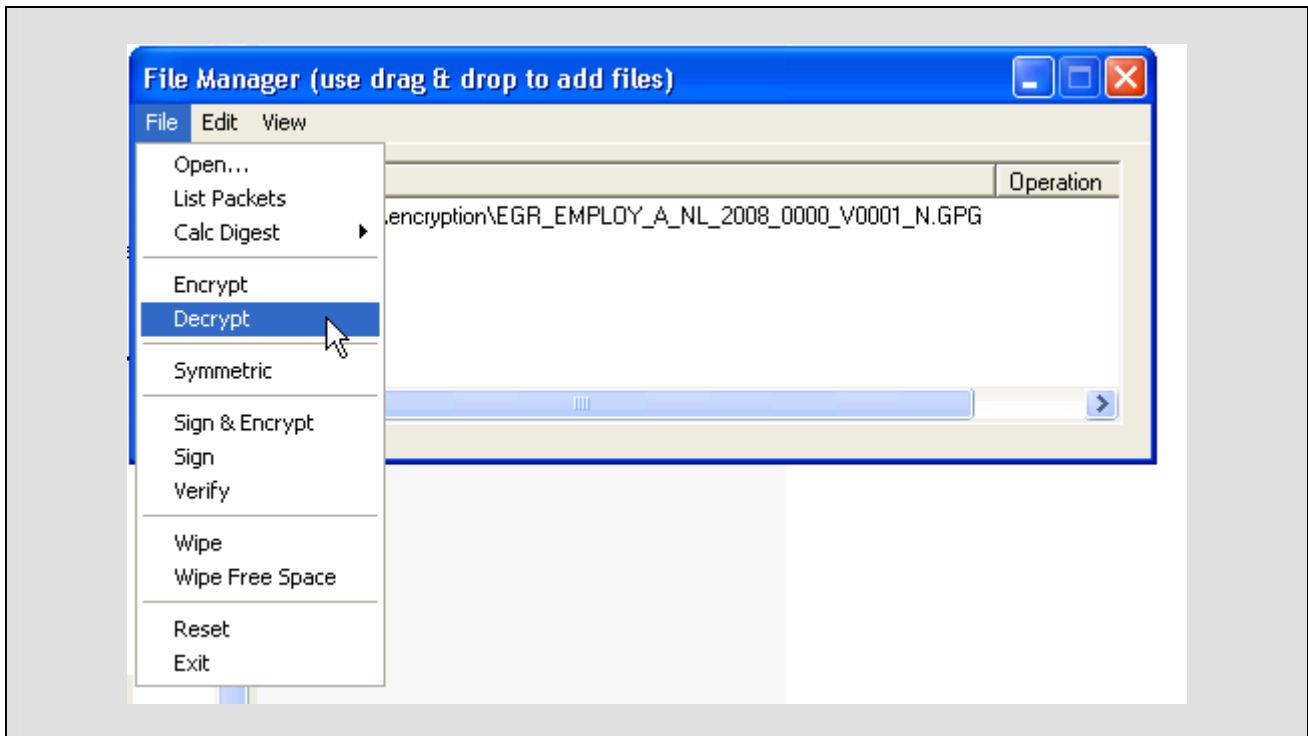 File Manager (use drag & drop to add files)
File Edit View
Open...
List Packets
Calc Digest
Encrypt
Decrypt
Symmetric
Sign & Encrypt
Sign
Verify
Wipe
Wipe Free Space
Reset
Exit
Operation
.encryption\EGR_EMPLOY_A_NL_2008_0000_V0001_N.GPG